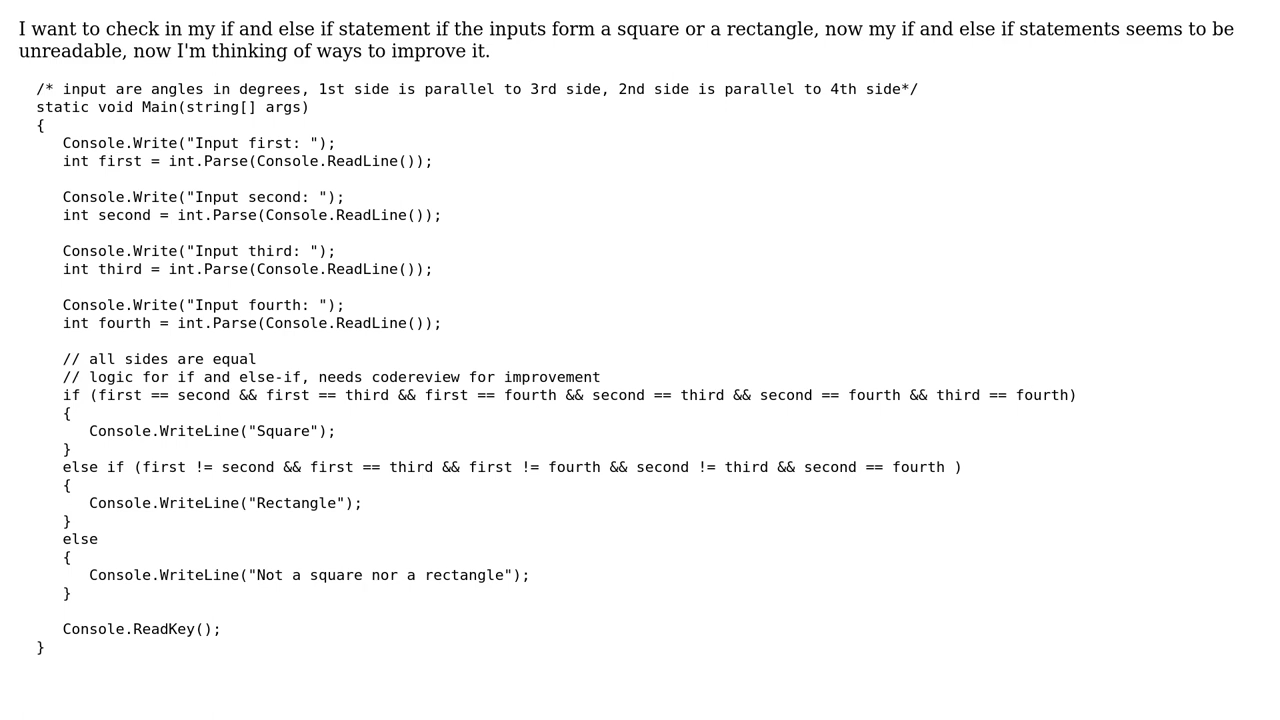 I want to check in my if and else if statement if the inputs form a square or a rectangle, now my if and else if statements seems to be
unreadable, now I'm thinking of ways to improve it.
/* input are angles in degrees, 1st side is parallel to 3rd side, 2nd side is parallel to 4th side*/
static void Main(string[] args)
{
   Console.Write("Input first: ");
   int first = int.Parse(Console.ReadLine());

   Console.Write("Input second: ");
   int second = int.Parse(Console.ReadLine());

   Console.Write("Input third: ");
   int third = int.Parse(Console.ReadLine());

   Console.Write("Input fourth: ");
   int fourth = int.Parse(Console.ReadLine());

   // all sides are equal
   // logic for if and else-if, needs codereview for improvement
   if (first == second && first == third && first == fourth && second == third && second == fourth && third == fourth)
   {
      Console.WriteLine("Square");
   }
   else if (first != second && first == third && first != fourth && second != third && second == fourth )
   {
      Console.WriteLine("Rectangle");
   }
   else
   {
      Console.WriteLine("Not a square nor a rectangle");
   }

   Console.ReadKey();
}